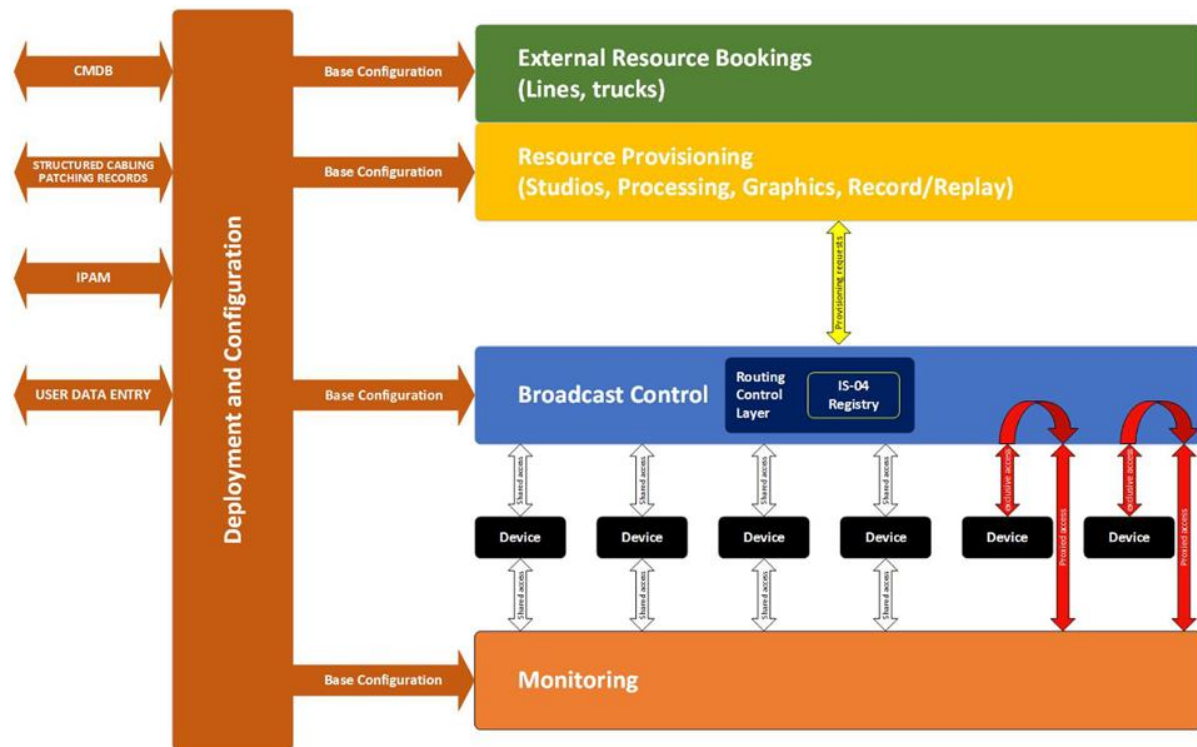 CMDB
STRUCTURED CABLING
PATCHING RECORDS
IPAM
USER DATA ENTRY
Deployment and Configuration
Base Configuration
External Resource Bookings
(Lines, trucks)
Base Configuration
Resource Provisioning
(Studios, Processing, Graphics, Record/Replay)
Provisioning requests
Base Configuration
Broadcast Control
Routing
Control
Layer
IS-04
Registry
Shared access
Shared access
Shared access
Shared access
exclusive access
Proxied access
exclusive access
Proxied access
Device
Device
Device
Device
Device
Device
Shared access
Shared access
Shared access
Shared access
Base Configuration
Monitoring